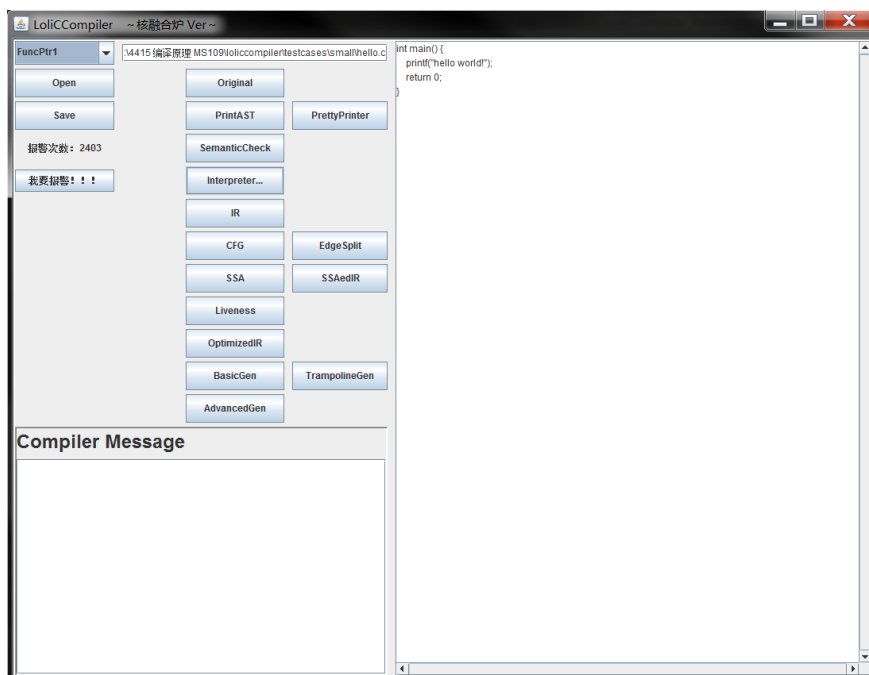 LoliCCompiler ~核融合炉 Ver~
FuncPtr1
:\4415 编译原理 MS109\loliccompiler\testcases\small\hello.c
Open
Original
Save
PrintAST
PrettyPrinter
报警次数：2403
SemanticCheck
我要报警！！！
Interpreter...
IR
CFG
EdgeSplit
SSA
SSAedIR
Liveness
OptimizedIR
BasicGen
TrampolineGen
AdvancedGen
Compiler Message
int main() {
printf("hello world!");
return 0;
}